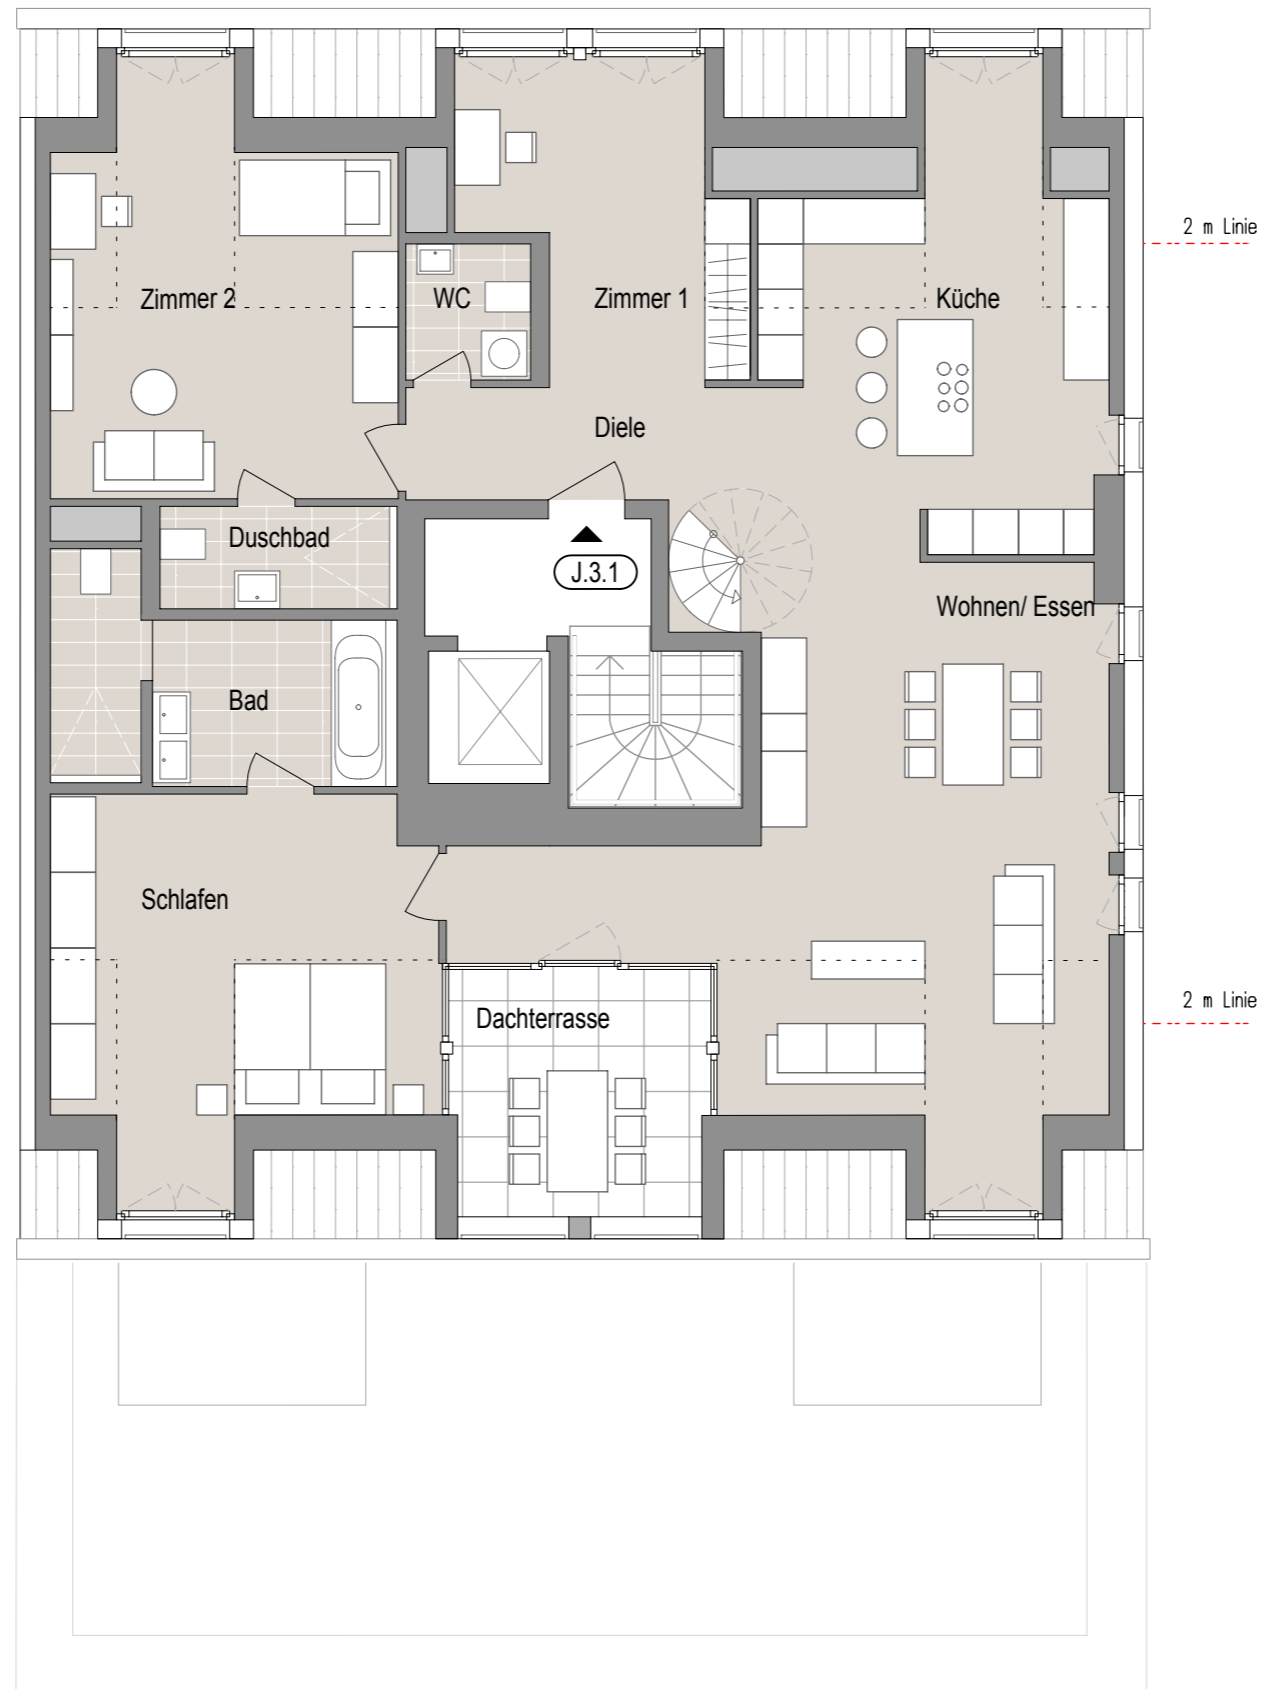 2 m Linie
Zimmer 2
WC
Zimmer 1
Küche
Diele
Duschbad
J.3.1
Wohnen/ Essen
Bad
Schlafen
2 m Linie
Dachterrasse